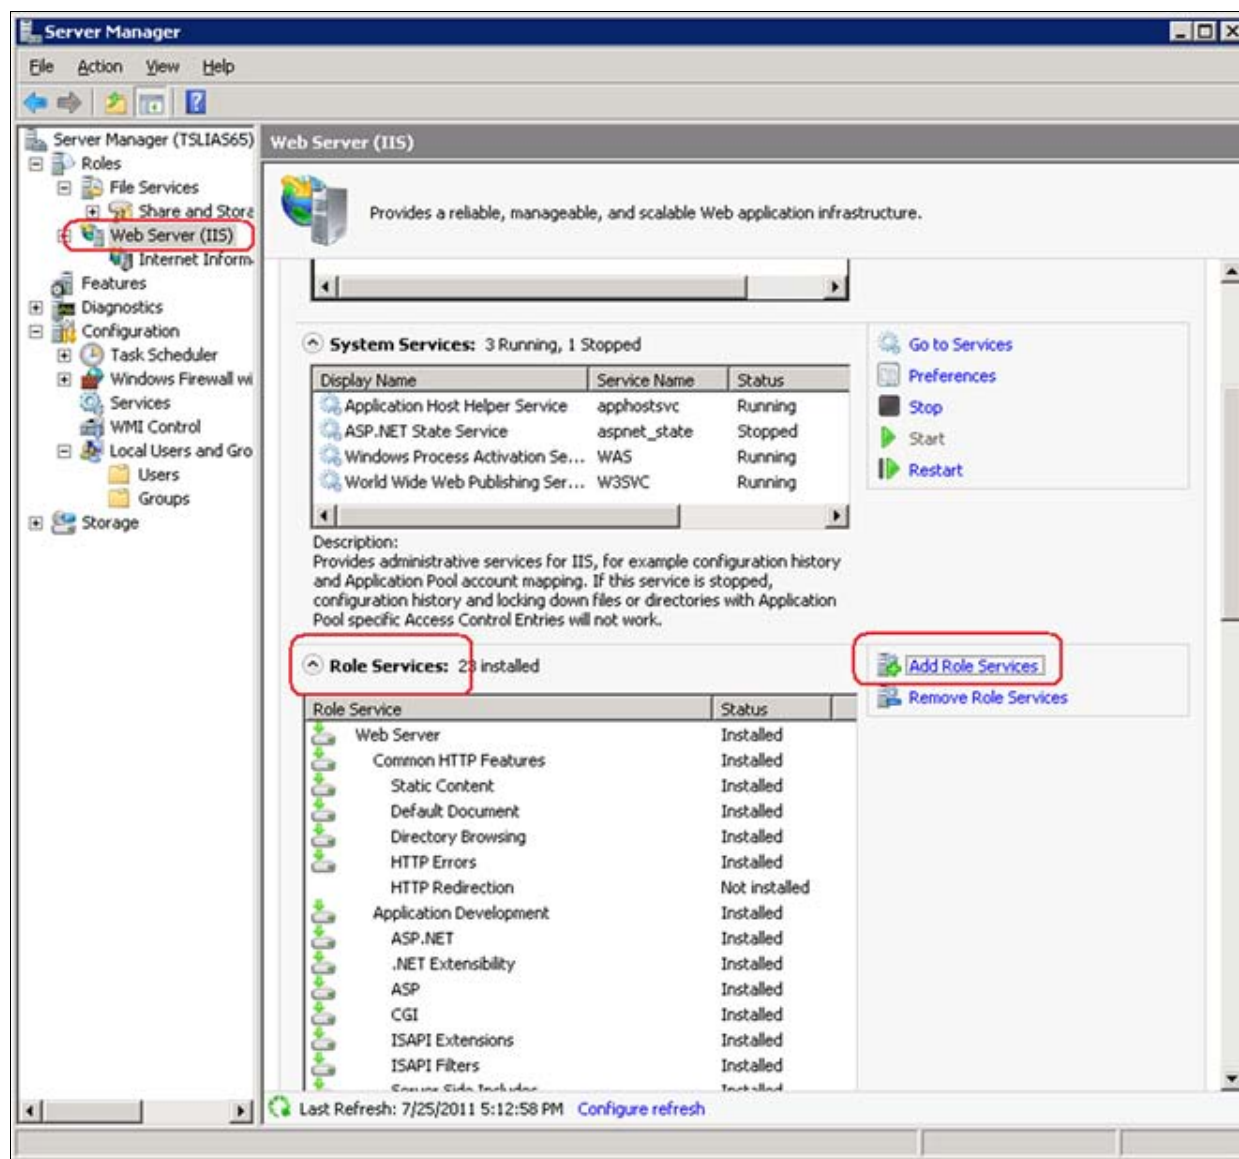 Server Manager
File Action View Help
Server Manager (TSLIAS65)
Roles
File Services
Share and Stora
Web Server (IIS)
Internet Inform
Features
Diagnostics
Configuration
Task Scheduler
Windows Firewall wi
Services
WMI Control
Local Users and Gro
Users
Groups
Storage
Web Server (IIS)
Provides a reliable, manageable, and scalable Web application infrastructure.
System Services: 3 Running, 1 Stopped
Display Name Service Name Status
Application Host Helper Service apphostsvc Running
ASP.NET State Service aspnet_state Stopped
Windows Process Activation Se... WAS Running
World Wide Web Publishing Ser... W3SVC Running
Description:
Provides administrative services for IIS, for example configuration history
and Application Pool account mapping. If this service is stopped,
configuration history and locking down files or directories with Application
Pool specific Access Control Entries will not work.
Go to Services
Preferences
Stop
Start
Restart
Role Services: 23 installed
Role Service Status
Web Server Installed
Common HTTP Features Installed
Static Content Installed
Default Document Installed
Directory Browsing Installed
HTTP Errors Installed
HTTP Redirection Not installed
Application Development Installed
ASP.NET Installed
.NET Extensibility Installed
ASP Installed
CGI Installed
ISAPI Extensions Installed
ISAPI Filters Installed
Server Side Includes Installed
Add Role Services
Remove Role Services
Last Refresh: 7/25/2011 5:12:58 PM Configure refresh